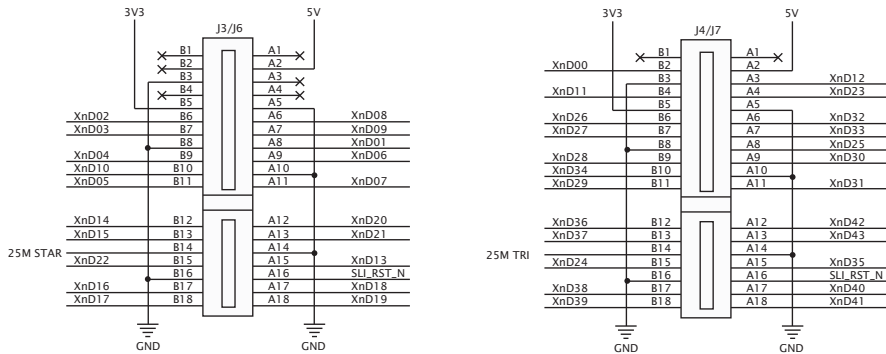 3V3 J3/J6 5V
B1 A1
B2 A2
B3 A3
B4 A4
B5 A5
XnD02 B6 A6 XnD08
XnD03 B7 A7 XnD09
B8 A8 XnD01
XnD04 B9 A9 XnD06
XnD10 B10 A10
XnD05 B11 A11 XnD07
XnD14 B12 A12 XnD20
XnD15 B13 A13 XnD21
25M STAR B14 A14
XnD22 B15 A15 XnD13
B16 A16 SLI_RST_N
XnD16 B17 A17 XnD18
XnD17 B18 A18 XnD19
GND GND
3V3 J4/J7 5V
B1 A1
XnD00 B2 A2
B3 A3 XnD12
XnD11 B4 A4 XnD23
B5 A5
XnD26 B6 A6 XnD32
XnD27 B7 A7 XnD33
B8 A8 XnD25
XnD28 B9 A9 XnD30
XnD34 B10 A10
XnD29 B11 A11 XnD31
XnD36 B12 A12 XnD42
XnD37 B13 A13 XnD43
25M TRI B14 A14
XnD24 B15 A15 XnD35
B16 A16 SLI_RST_N
XnD38 B17 A17 XnD40
XnD39 B18 A18 XnD41
GND GND